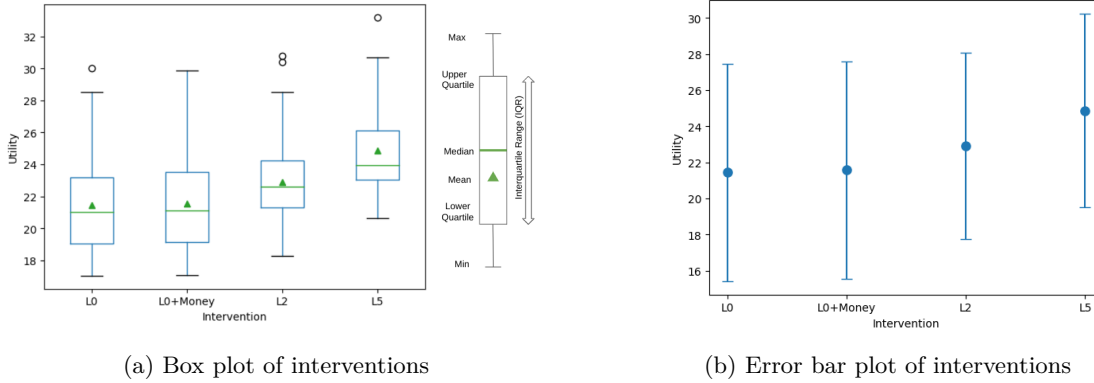 32
30
28
26
24
22
20
18
Utility
L0
L0+Money
L2
L5
Intervention
Max
Upper
Quartile
Median
Mean
Lower
Quartile
Min
Interquartile Range (IQR)
(a) Box plot of interventions
30
28
26
24
22
20
18
16
Utility
L0
L0+Money
L2
L5
Intervention
(b) Error bar plot of interventions